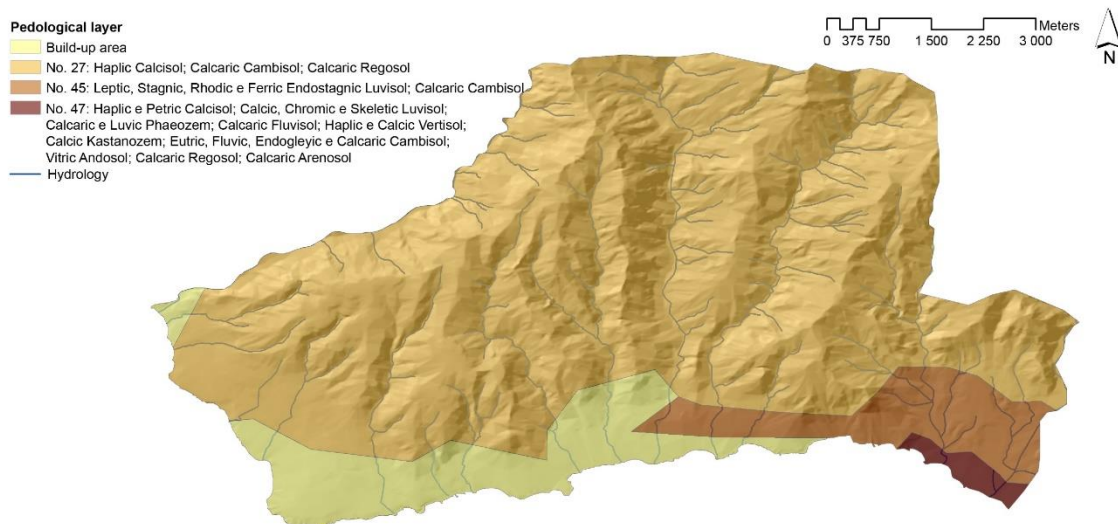 Pedological layer
Build-up area
No. 27: Haplic Calcisol; Calcaric Cambisol; Calcaric Regosol
No. 45: Leptic, Stagnic, Rhodic e Ferric Endostagnic Luvisol; Calcaric Cambisol
No. 47: Haplic e Petric Calcisol; Calcic, Chromic e Skeletic Luvisol;
Calcaric e Luvic Phaeozem; Calcaric Fluvisol; Haplic e Calcic Vertisol;
Calcic Kastanozem; Eutric, Fluvic, Endogleyic e Calcaric Cambisol;
Vitric Andosol; Calcaric Regosol; Calcaric Arenosol
Hydrology
Meters
0 375 750 1 500 2 250 3 000
N